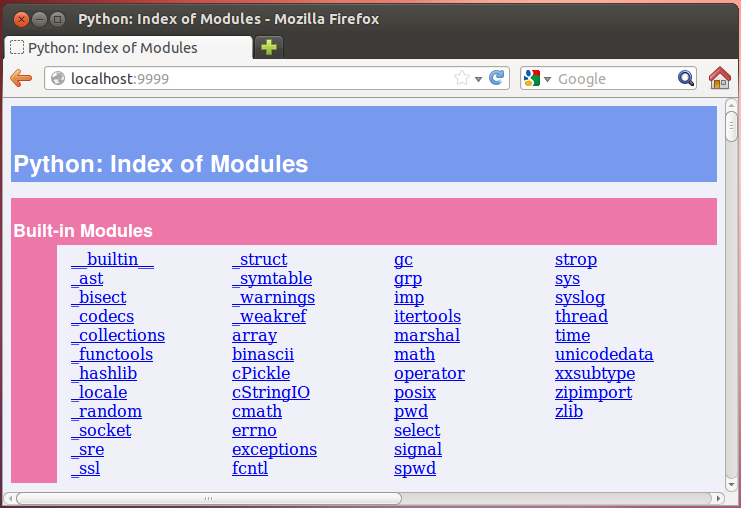 Python: Index of Modules - Mozilla Firefox
Python: Index of Modules
localhost:9999
Google
Python: Index of Modules
Built-in Modules
__builtin__ _struct gc strop
_ast _symtable grp sys
_bisect _warnings imp syslog
_codecs _weakref itertools thread
_collections array marshal time
_functools binascii math unicodedata
_hashlib cPickle operator xxsubtype
_locale cStringIO posix zipimport
_random cmath pwd zlib
_socket errno select
_sre exceptions signal
_ssl fcntl spwd